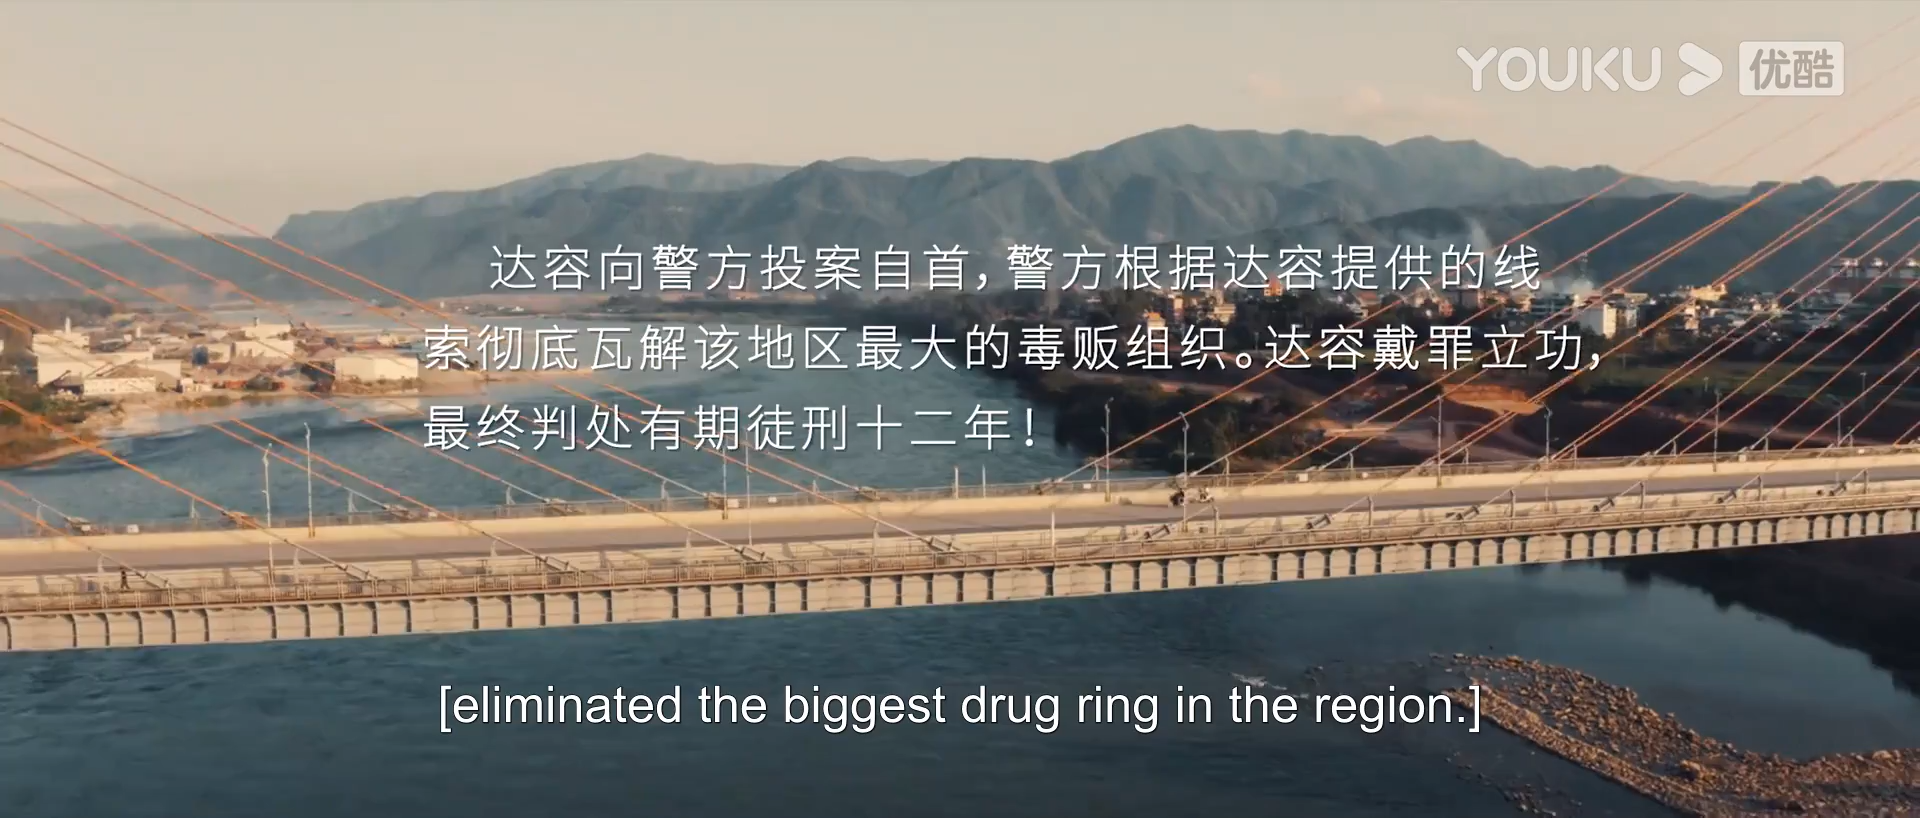 YOUKU 优酷
达容向警方投案自首，警方根据达容提供的线
索彻底瓦解该地区最大的毒贩组织。达容戴罪立功，
最终判处有期徒刑十二年！
[eliminated the biggest drug ring in the region.]